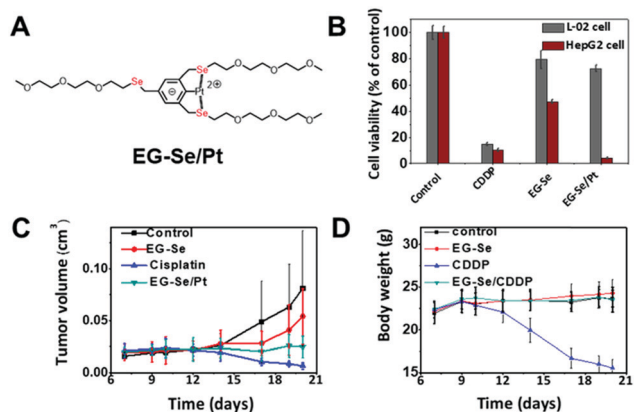 A
O
O
O
Se
Se
Pt
2⊕
⊖
Se
O
O
O
O
O
O
EG-Se/Pt
B
Cell viability (% of control)
120
100
80
60
40
20
0
L-02 cell
HepG2 cell
Control
CDDP
EG-Se
EG-Se/Pt
C
Tumor volume (cm3)
0.10
0.05
0.00
Control
EG-Se
Cisplatin
EG-Se/Pt
6 9 12 15 18 21
Time (days)
D
Body weight (g)
30
25
20
15
control
EG-Se
CDDP
EG-Se/CDDP
6 9 12 15 18 21
Time (days)